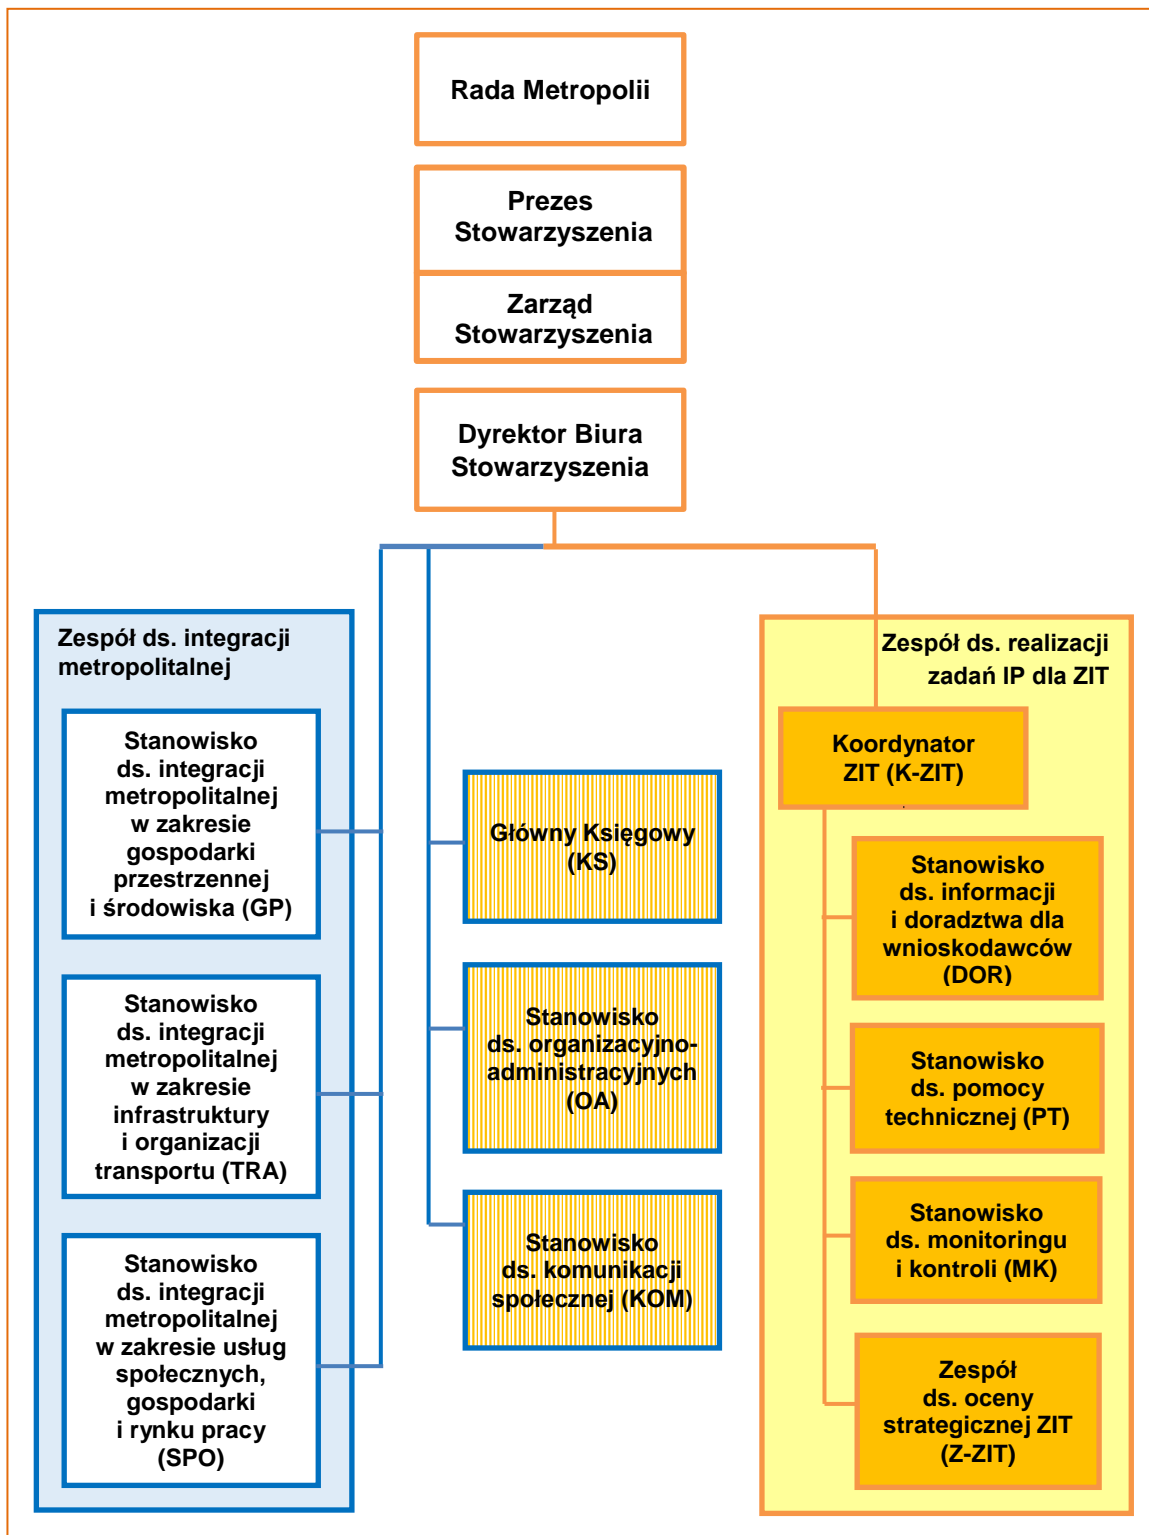 Rada Metropolii
Prezes
Stowarzyszenia
Zarząd
Stowarzyszenia
Dyrektor Biura
Stowarzyszenia
Zespół ds. integracji
metropolitalnej
Stanowisko
ds. integracji
metropolitalnej
w zakresie
gospodarki
przestrzennej
i środowiska (GP)
Stanowisko
ds. integracji
metropolitalnej
w zakresie
infrastruktury
i organizacji
transportu (TRA)
Stanowisko
ds. integracji
metropolitalnej
w zakresie usług
społecznych,
gospodarki
i rynku pracy
(SPO)
Główny Księgowy
(KS)
Stanowisko
ds. organizacyjno-
administracyjnych
(OA)
Stanowisko
ds. komunikacji
społecznej (KOM)
Zespół ds. realizacji
zadań IP dla ZIT
Koordynator
ZIT (K-ZIT)
Stanowisko
ds. informacji
i doradztwa dla
wnioskodawców
(DOR)
Stanowisko
ds. pomocy
technicznej (PT)
Stanowisko
ds. monitoringu
i kontroli (MK)
Zespół
ds. oceny
strategicznej ZIT
(Z-ZIT)